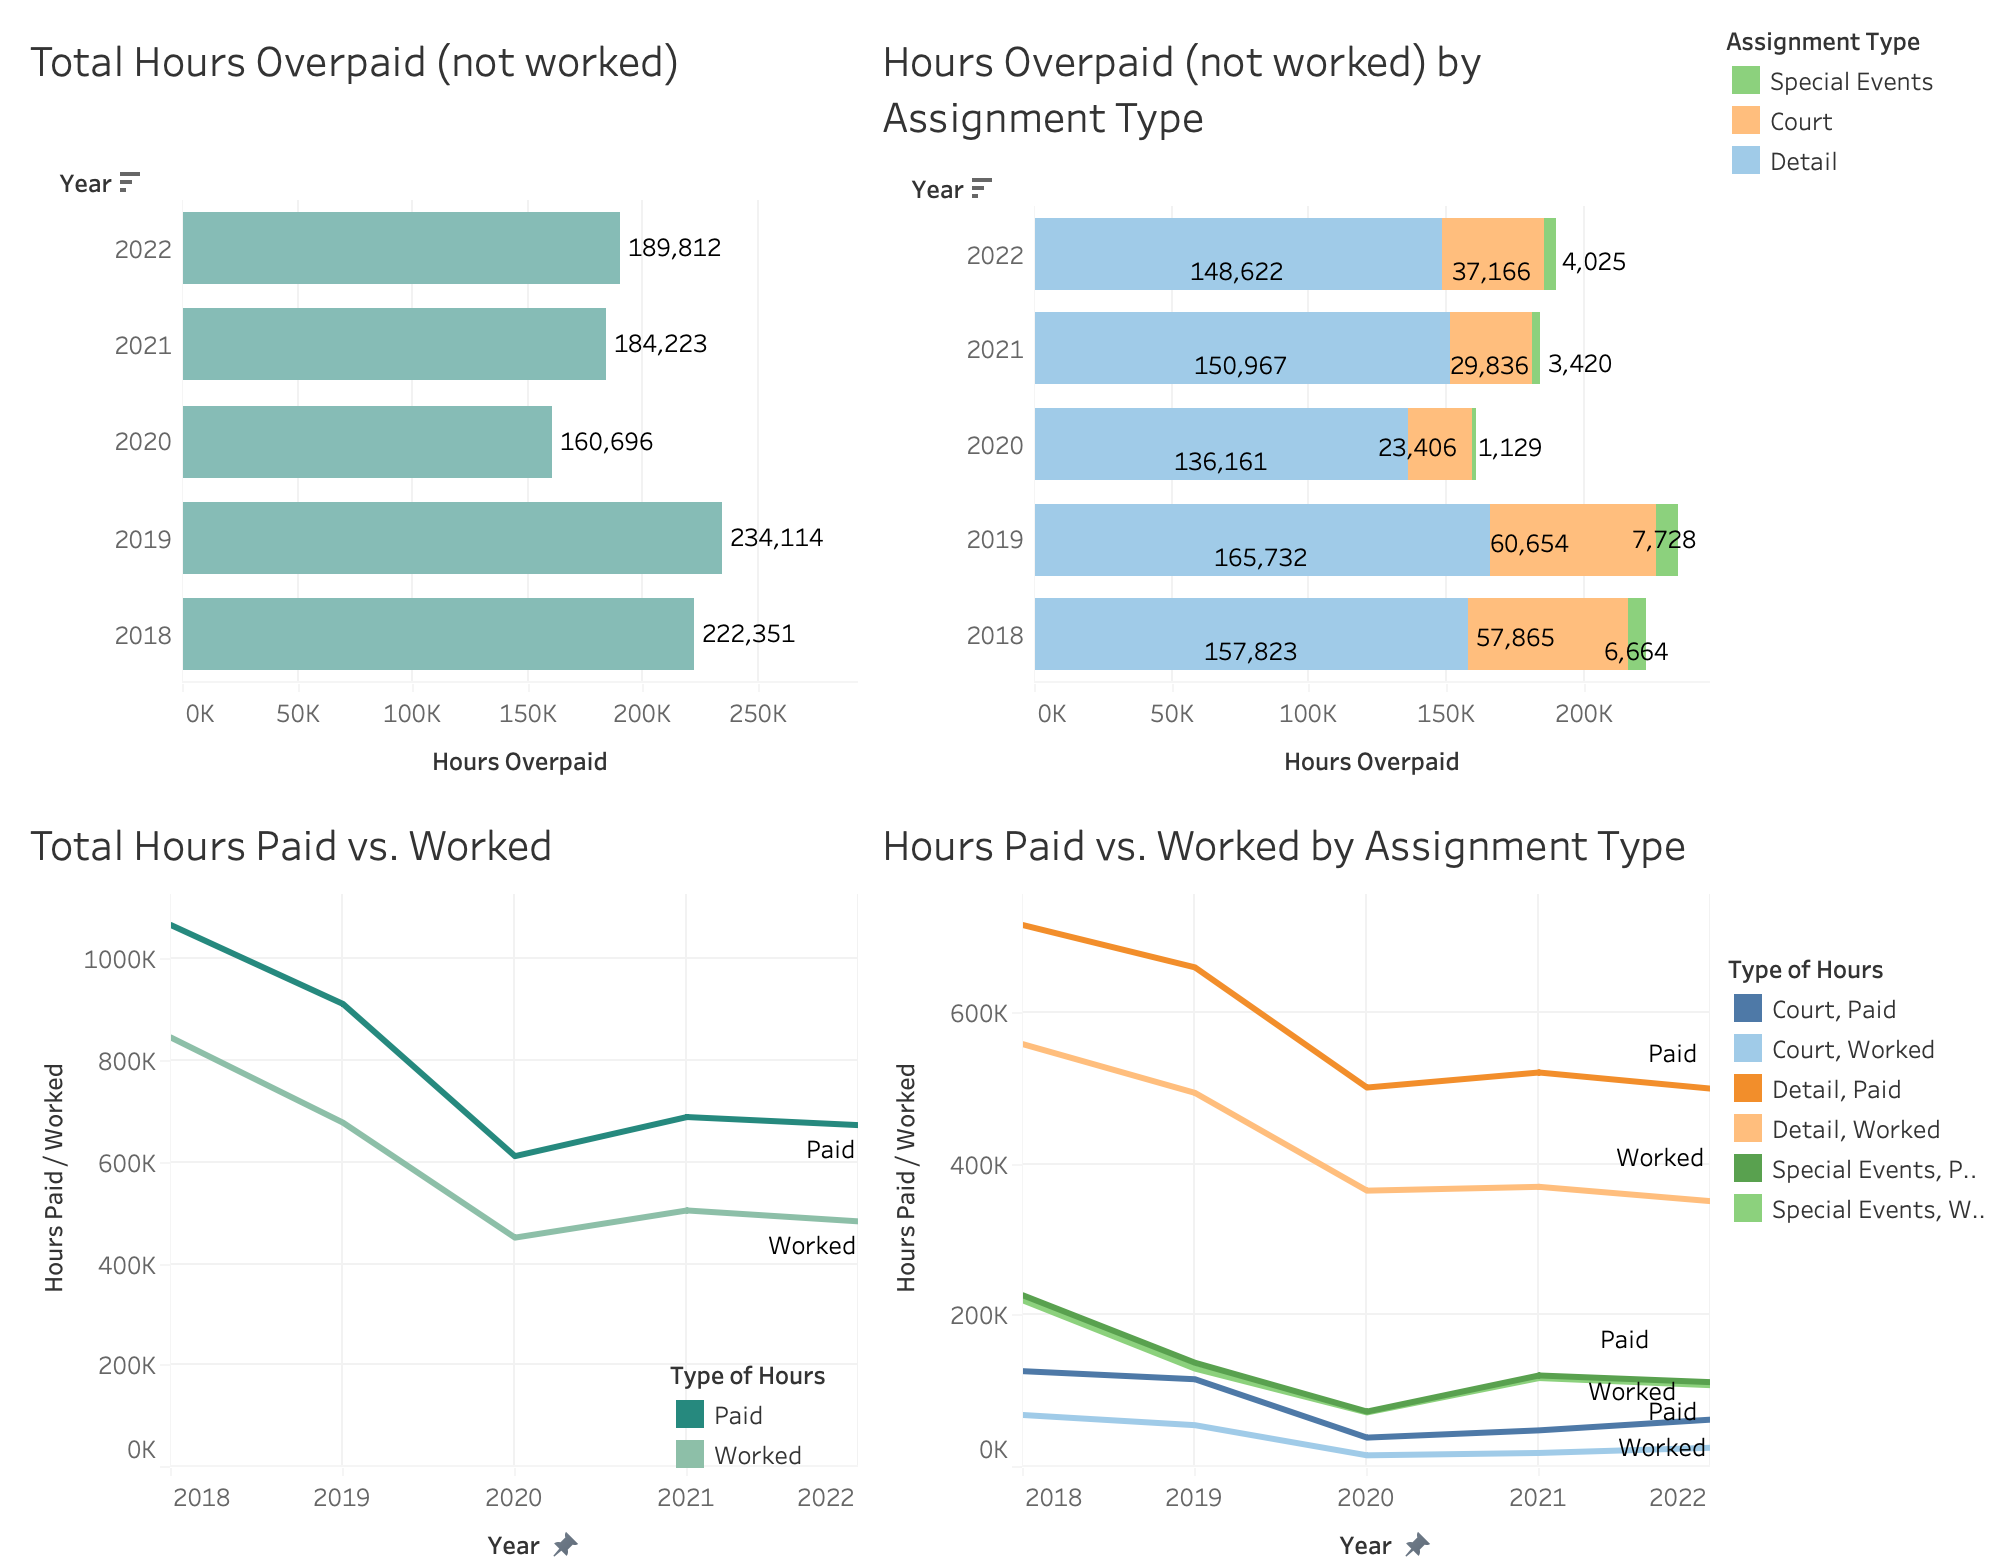 Total Hours Overpaid (not worked)
Year
2022
189,812
2021
184,223
2020
160,696
2019
234,114
2018
222,351
0K 50K 100K 150K 200K 250K
Hours Overpaid
Hours Overpaid (not worked) by
Assignment Type
Year
2022
148,622 37,166 4,025
2021
150,967 29,836 3,420
2020
136,161 23,406 1,129
2019
165,732 60,654 7,728
2018
157,823 57,865 6,664
0K 50K 100K 150K 200K
Hours Overpaid
Assignment Type
Special Events
Court
Detail
Total Hours Paid vs. Worked
Hours Paid / Worked
1000K
800K
600K
400K
200K
0K
Paid
Worked
Type of Hours
Paid
Worked
2018 2019 2020 2021 2022
Year
Hours Paid vs. Worked by Assignment Type
Hours Paid / Worked
600K
400K
200K
0K
Paid
Worked
Paid
Worked
Paid
Worked
2018 2019 2020 2021 2022
Year
Type of Hours
Court, Paid
Court, Worked
Detail, Paid
Detail, Worked
Special Events, P..
Special Events, W..